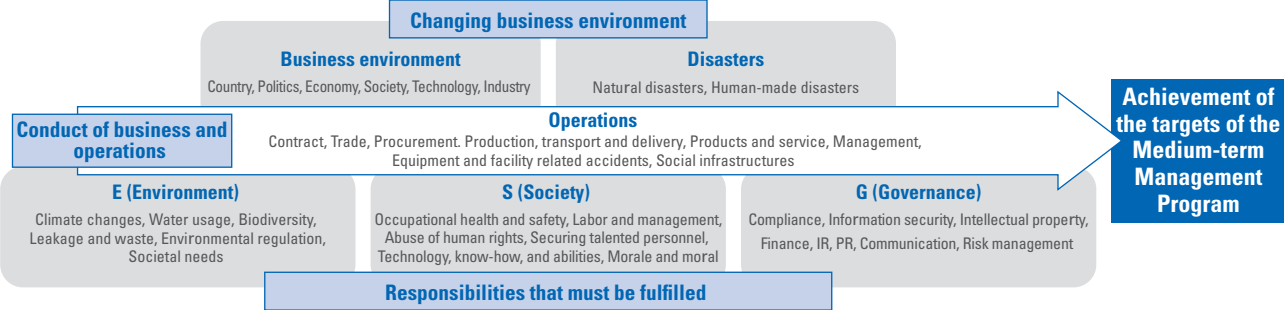 Changing business environment
Business environment
Country, Politics, Economy, Society, Technology, Industry
Disasters
Natural disasters, Human-made disasters
Conduct of business and
operations
Operations
Contract, Trade, Procurement. Production, transport and delivery, Products and service, Management,
Equipment and facility related accidents, Social infrastructures
Achievement of
the targets of the
Medium-term
Management
Program
E (Environment)
Climate changes, Water usage, Biodiversity,
Leakage and waste, Environmental regulation,
Societal needs
S (Society)
Occupational health and safety, Labor and management,
Abuse of human rights, Securing talented personnel,
Technology, know-how, and abilities, Morale and moral
G (Governance)
Compliance, Information security, Intellectual property,
Finance, IR, PR, Communication, Risk management
Responsibilities that must be fulfilled